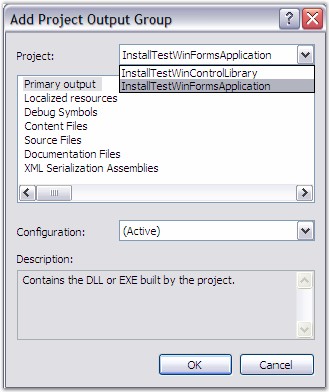 Add Project Output Group
?
Project:
InstallTestWinFormsApplication
InstallTestWinControlLibrary
InstallTestWinFormsApplication
Primary output
Localized resources
Debug Symbols
Content Files
Source Files
Documentation Files
XML Serialization Assemblies
Configuration:
(Active)
Description:
Contains the DLL or EXE built by the project.
OK
Cancel